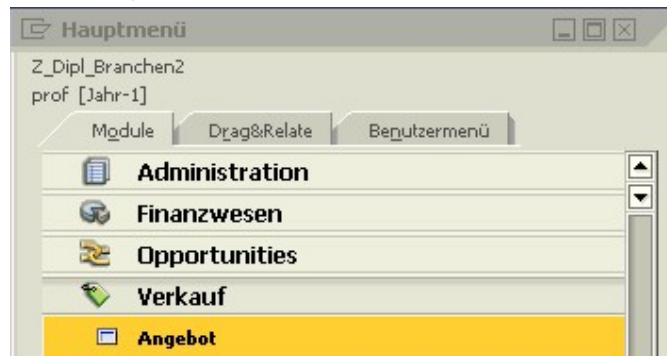 Hauptmenü
Z_Dipl_Branchen2
prof [Jahr-1]
Module Drag&Relate Benutzermenü
Administration
Finanzwesen
Opportunities
Verkauf
Angebot